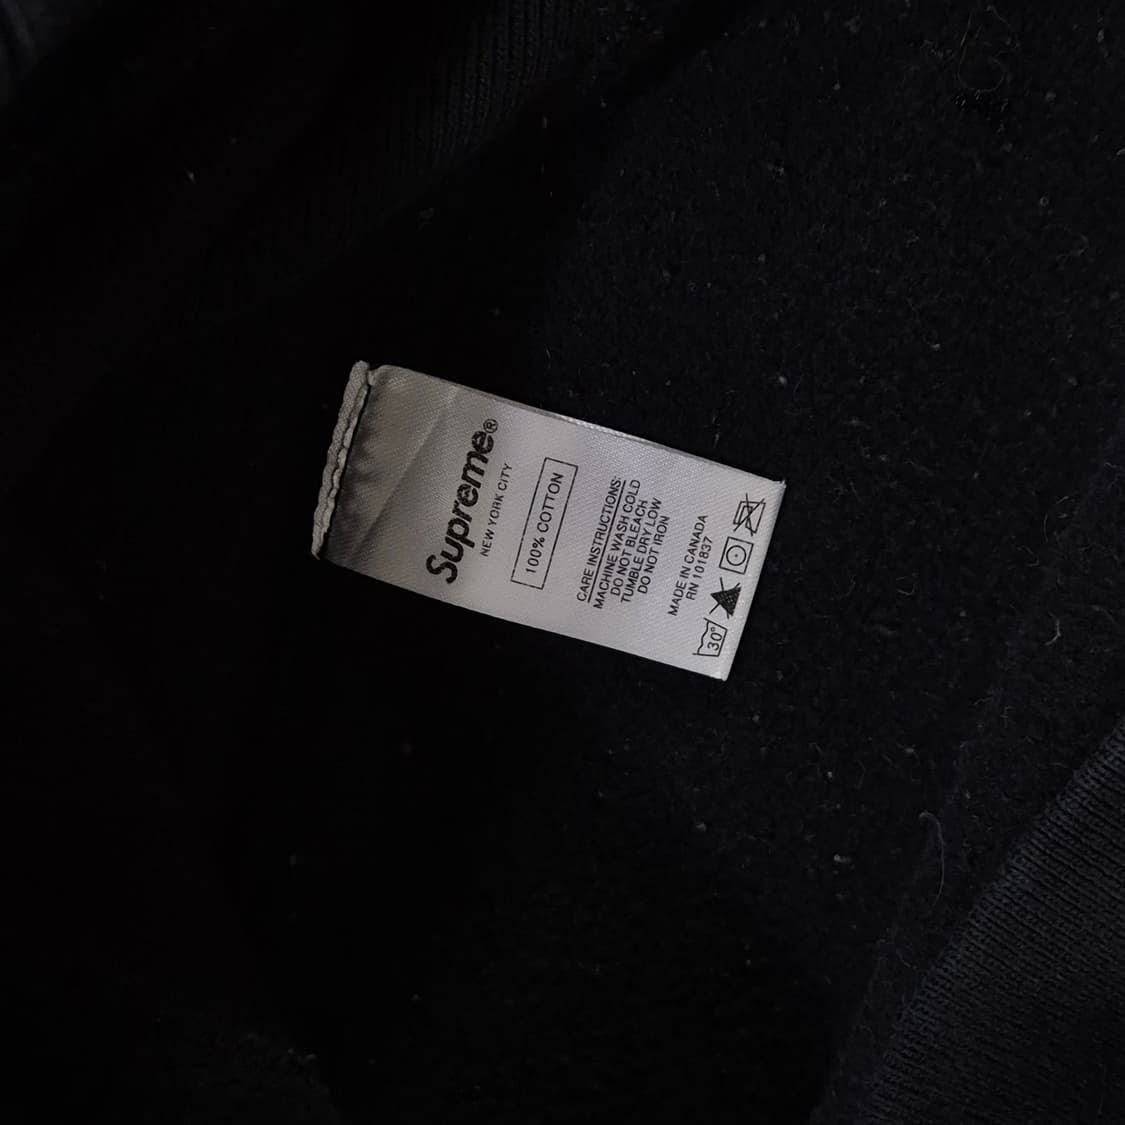 Supreme®
NEW YORK CITY
100% COTTON
CARE INSTRUCTIONS:
MACHINE WASH COLD
DO NOT BLEACH
TUMBLE DRY LOW
DO NOT IRON
MADE IN CANADA
RN 101837
30°